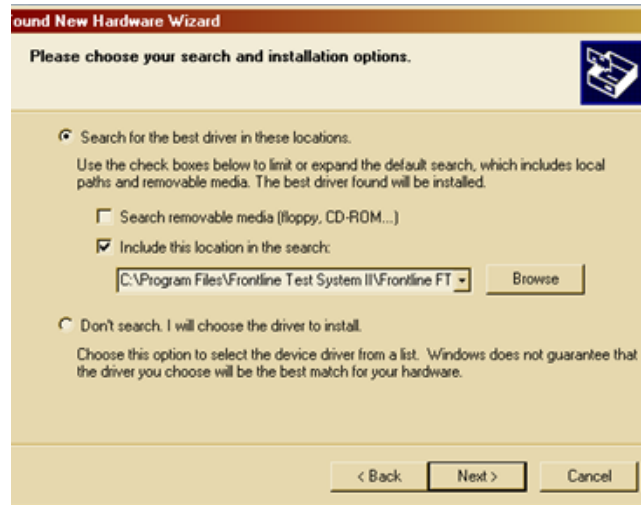 ound New Hardware Wizard
Please choose your search and installation options.
Search for the best driver in these locations.
Use the check boxes below to limit or expand the default search, which includes local
paths and removable media. The best driver found will be installed.
Search removable media (floppy, CD-ROM...)
Include this location in the search:
C:\Program Files\Frontline Test System II\Frontline FT
Browse
Don't search. I will choose the driver to install.
Choose this option to select the device driver from a list. Windows does not guarantee that
the driver you choose will be the best match for your hardware.
< Back
Next >
Cancel